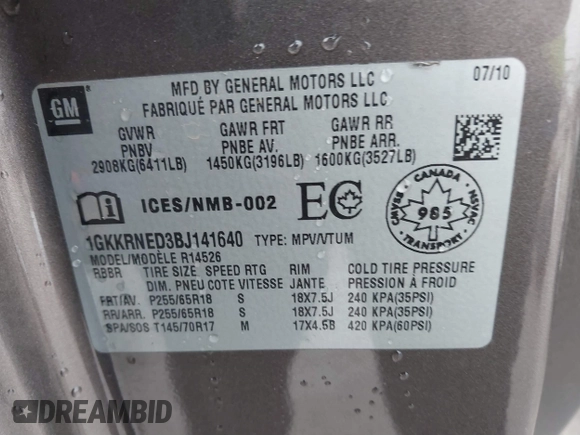 GM
MFD BY GENERAL MOTORS LLC
07/10
FABRIQUÉ PAR GENERAL MOTORS LLC
GVWR GAWR FRT GAWR RR
PNBV PNBE AV. PNBE ARR.
2908KG(6411LB) 1450KG(3196LB) 1600KG(3527LB)
ICES/NMB-002 EC
CANADA
985
TRANSPORT
NSVAC
BSVAC
1GKKRNED3BJ141640 TYPE: MPV/VTUM
MODEL/MODÈLE R14526
RBBR TIRE SIZE SPEED RTG RIM COLD TIRE PRESSURE
DIM. PNEU COTE VITESSE JANTE PRESSION À FROID
FRT/AV. P255/65R18 S 18X7.5J 240 KPA(35PSI)
RR/ARR. P255/65R18 S 18X7.5J 240 KPA(35PSI)
SPA/SOS T145/70R17 M 17X4.5B 420 KPA(60PSI)
DREAMBID